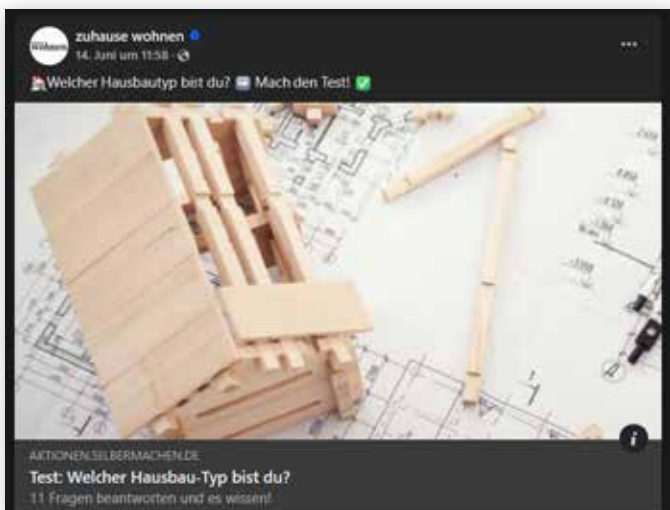 zuhause wohnen
14. Juni um 11:58
Welcher Hausbautyp bist du? Mach den Test!
AKTIONEN.SELBERMACHEN.DE
Test: Welcher Hausbau-Typ bist du?
11 Fragen beantworten und es wissen!